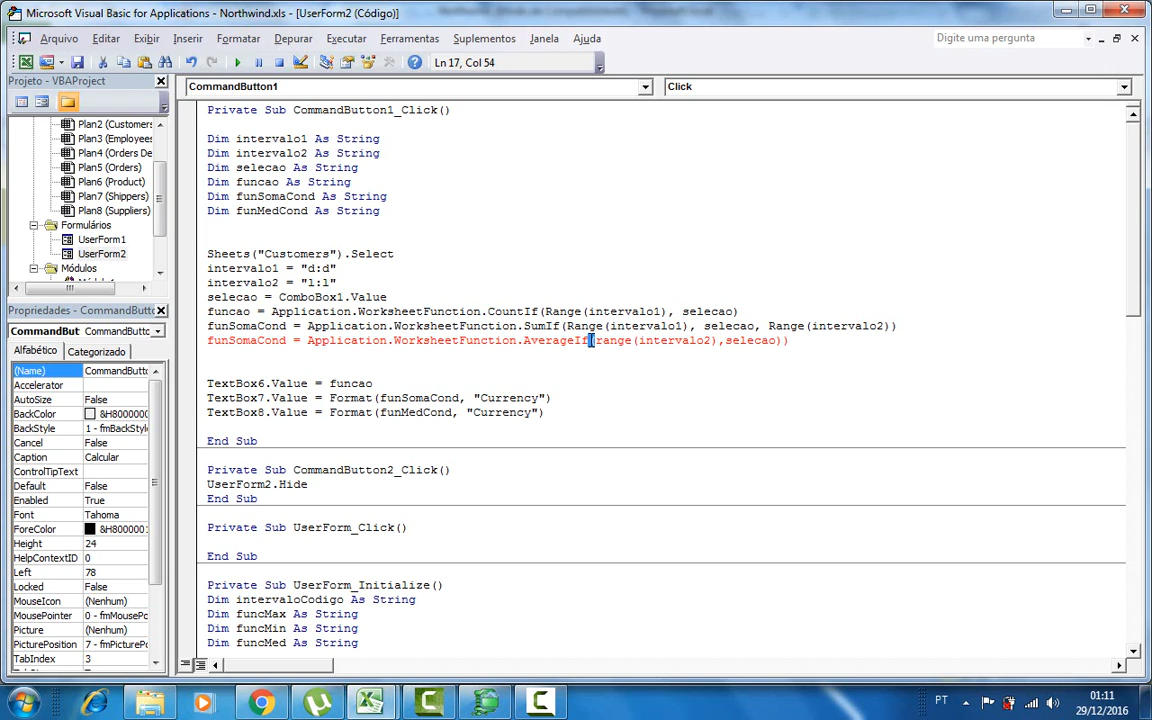 Microsoft Visual Basic for Applications - Northwind.xls - [UserForm2 (Código)]
Arquivo Editar Exibir Inserir Formatar Depurar Executar Ferramentas Suplementos Janela Ajuda
Digite uma pergunta
Ln 17, Col 54
Projeto - VBAProject
CommandButton1
Click
Plan2 (Customers
Plan3 (Employees
Plan4 (Orders De
Plan5 (Orders)
Plan6 (Product)
Plan7 (Shippers)
Plan8 (Suppliers)
Formulários
UserForm1
UserForm2
Módulos
Propriedades - Command
CommandBut CommandButton
Alfabético Categorizado
(Name) CommandButto
Accelerator
AutoSize False
BackColor &H8000000
BackStyle 1 - fmBackStyle
Cancel False
Caption Calcular
ControlTipText
Default False
Enabled True
Font Tahoma
ForeColor &H8000001
Height 24
HelpContextID 0
Left 78
Locked False
MouseIcon (Nenhum)
MousePointer 0 - fmMousePo
Picture (Nenhum)
PicturePosition 7 - fmPicturePo
TabIndex 3
Private Sub CommandButton1_Click()
Dim intervalo1 As String
Dim intervalo2 As String
Dim selecao As String
Dim funcao As String
Dim funSomaCond As String
Dim funMedCond As String
Sheets("Customers").Select
intervalo1 = "d:d"
intervalo2 = "l:l"
selecao = ComboBox1.Value
funcao = Application.WorksheetFunction.CountIf(Range(intervalo1), selecao)
funSomaCond = Application.WorksheetFunction.SumIf(Range(intervalo1), selecao, Range(intervalo2))
funSomaCond = Application.WorksheetFunction.AverageIf(range(intervalo2),selecao))
TextBox6.Value = funcao
TextBox7.Value = Format(funSomaCond, "Currency")
TextBox8.Value = Format(funMedCond, "Currency")
End Sub
Private Sub CommandButton2_Click()
UserForm2.Hide
End Sub
Private Sub UserForm_Click()
End Sub
Private Sub UserForm_Initialize()
Dim intervaloCodigo As String
Dim funcMax As String
Dim funcMin As String
Dim funcMed As String
PT
01:11
29/12/2016